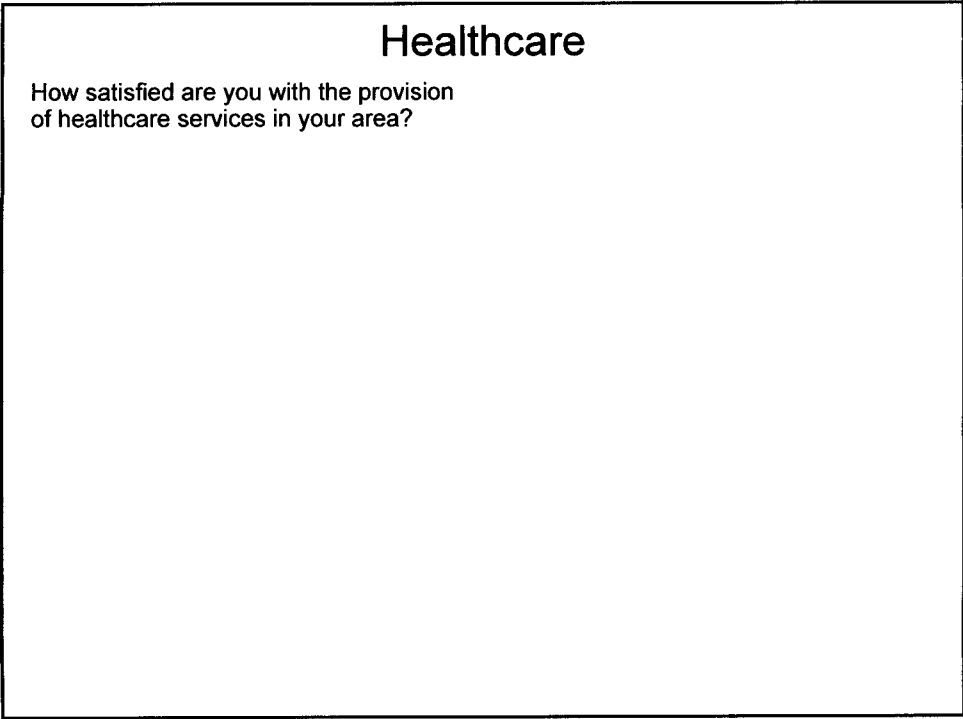 Healthcare
How satisfied are you with the provision
of healthcare services in your area?